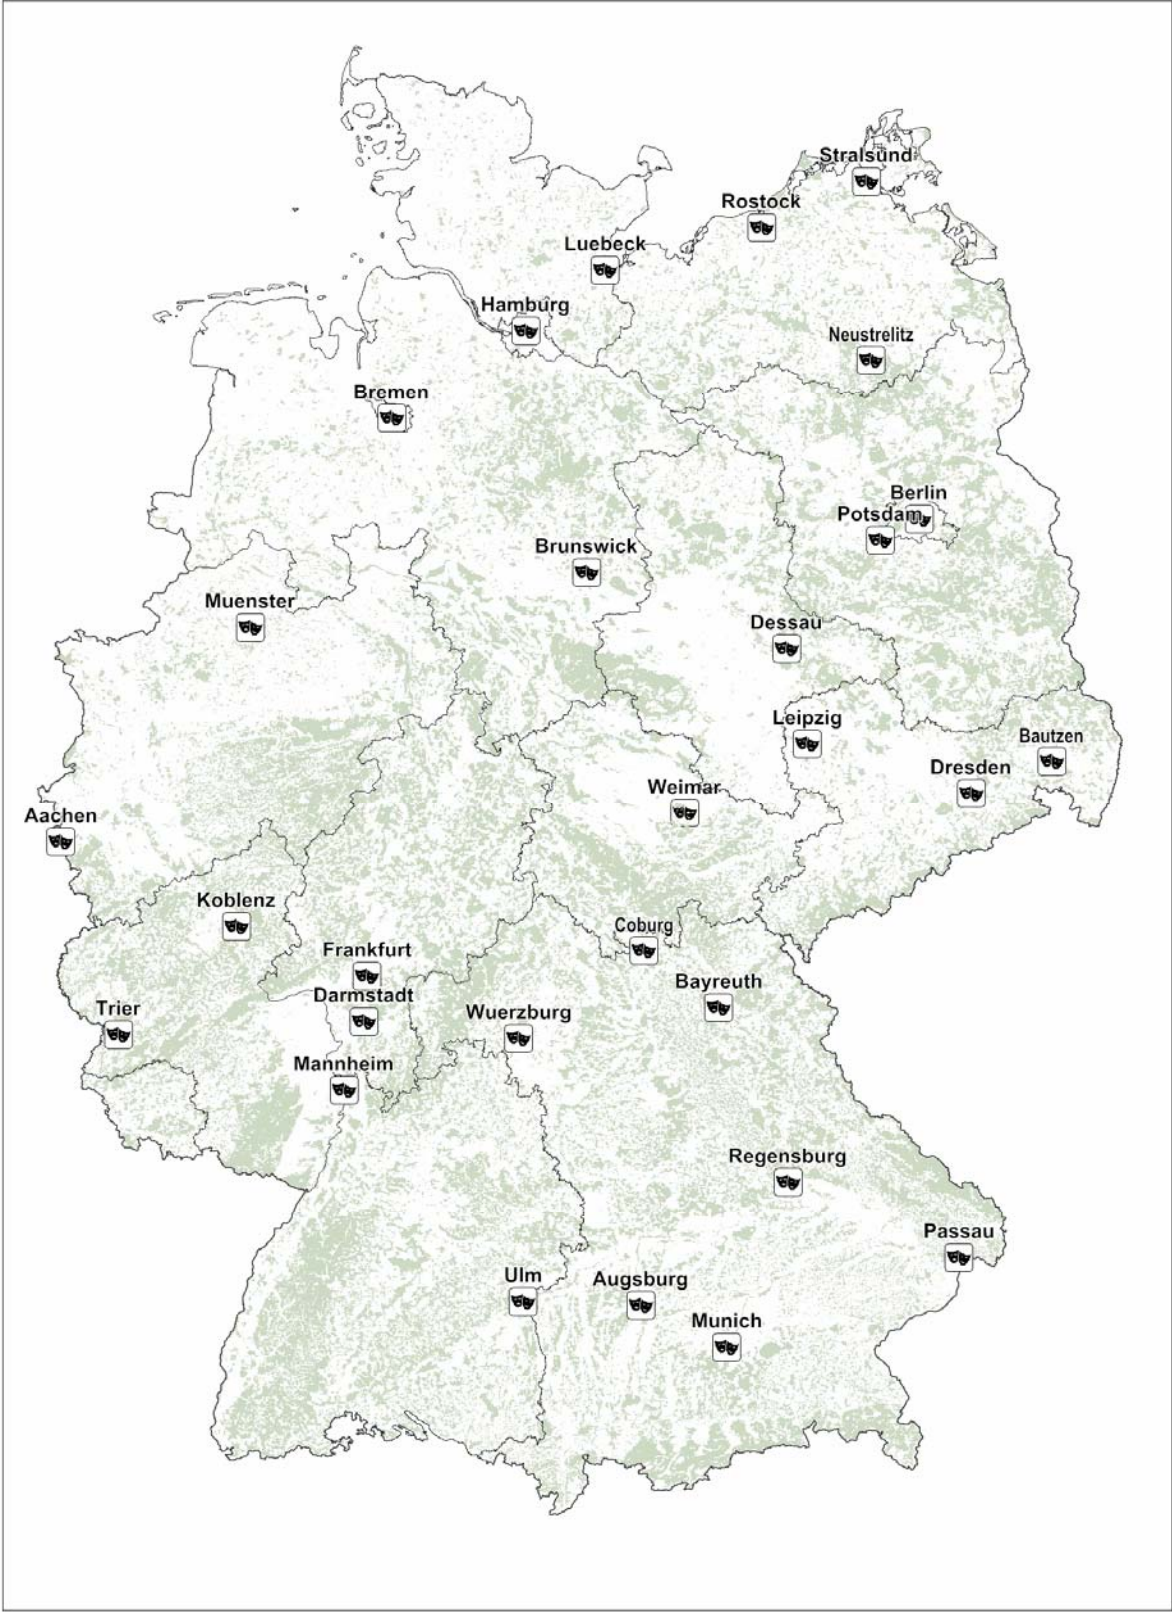 Stralsund
Rostock
Luebeck
Hamburg
Neustrelitz
Bremen
Berlin
Potsdam
Brunswick
Muenster
Dessau
Leipzig
Bautzen
Dresden
Weimar
Aachen
Koblenz
Coburg
Frankfurt
Bayreuth
Darmstadt
Trier
Wuerzburg
Mannheim
Regensburg
Passau
Ulm
Augsburg
Munich